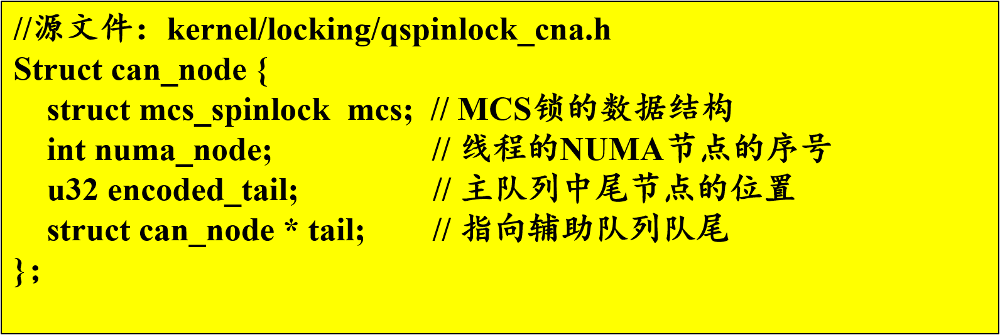 //源文件：kernel/locking/qspinlock_cna.h
Struct can_node {
struct mcs_spinlock mcs; // MCS锁的数据结构
int numa_node; // 线程的NUMA节点的序号
u32 encoded_tail; // 主队列中尾节点的位置
struct can_node * tail; // 指向辅助队列队尾
};